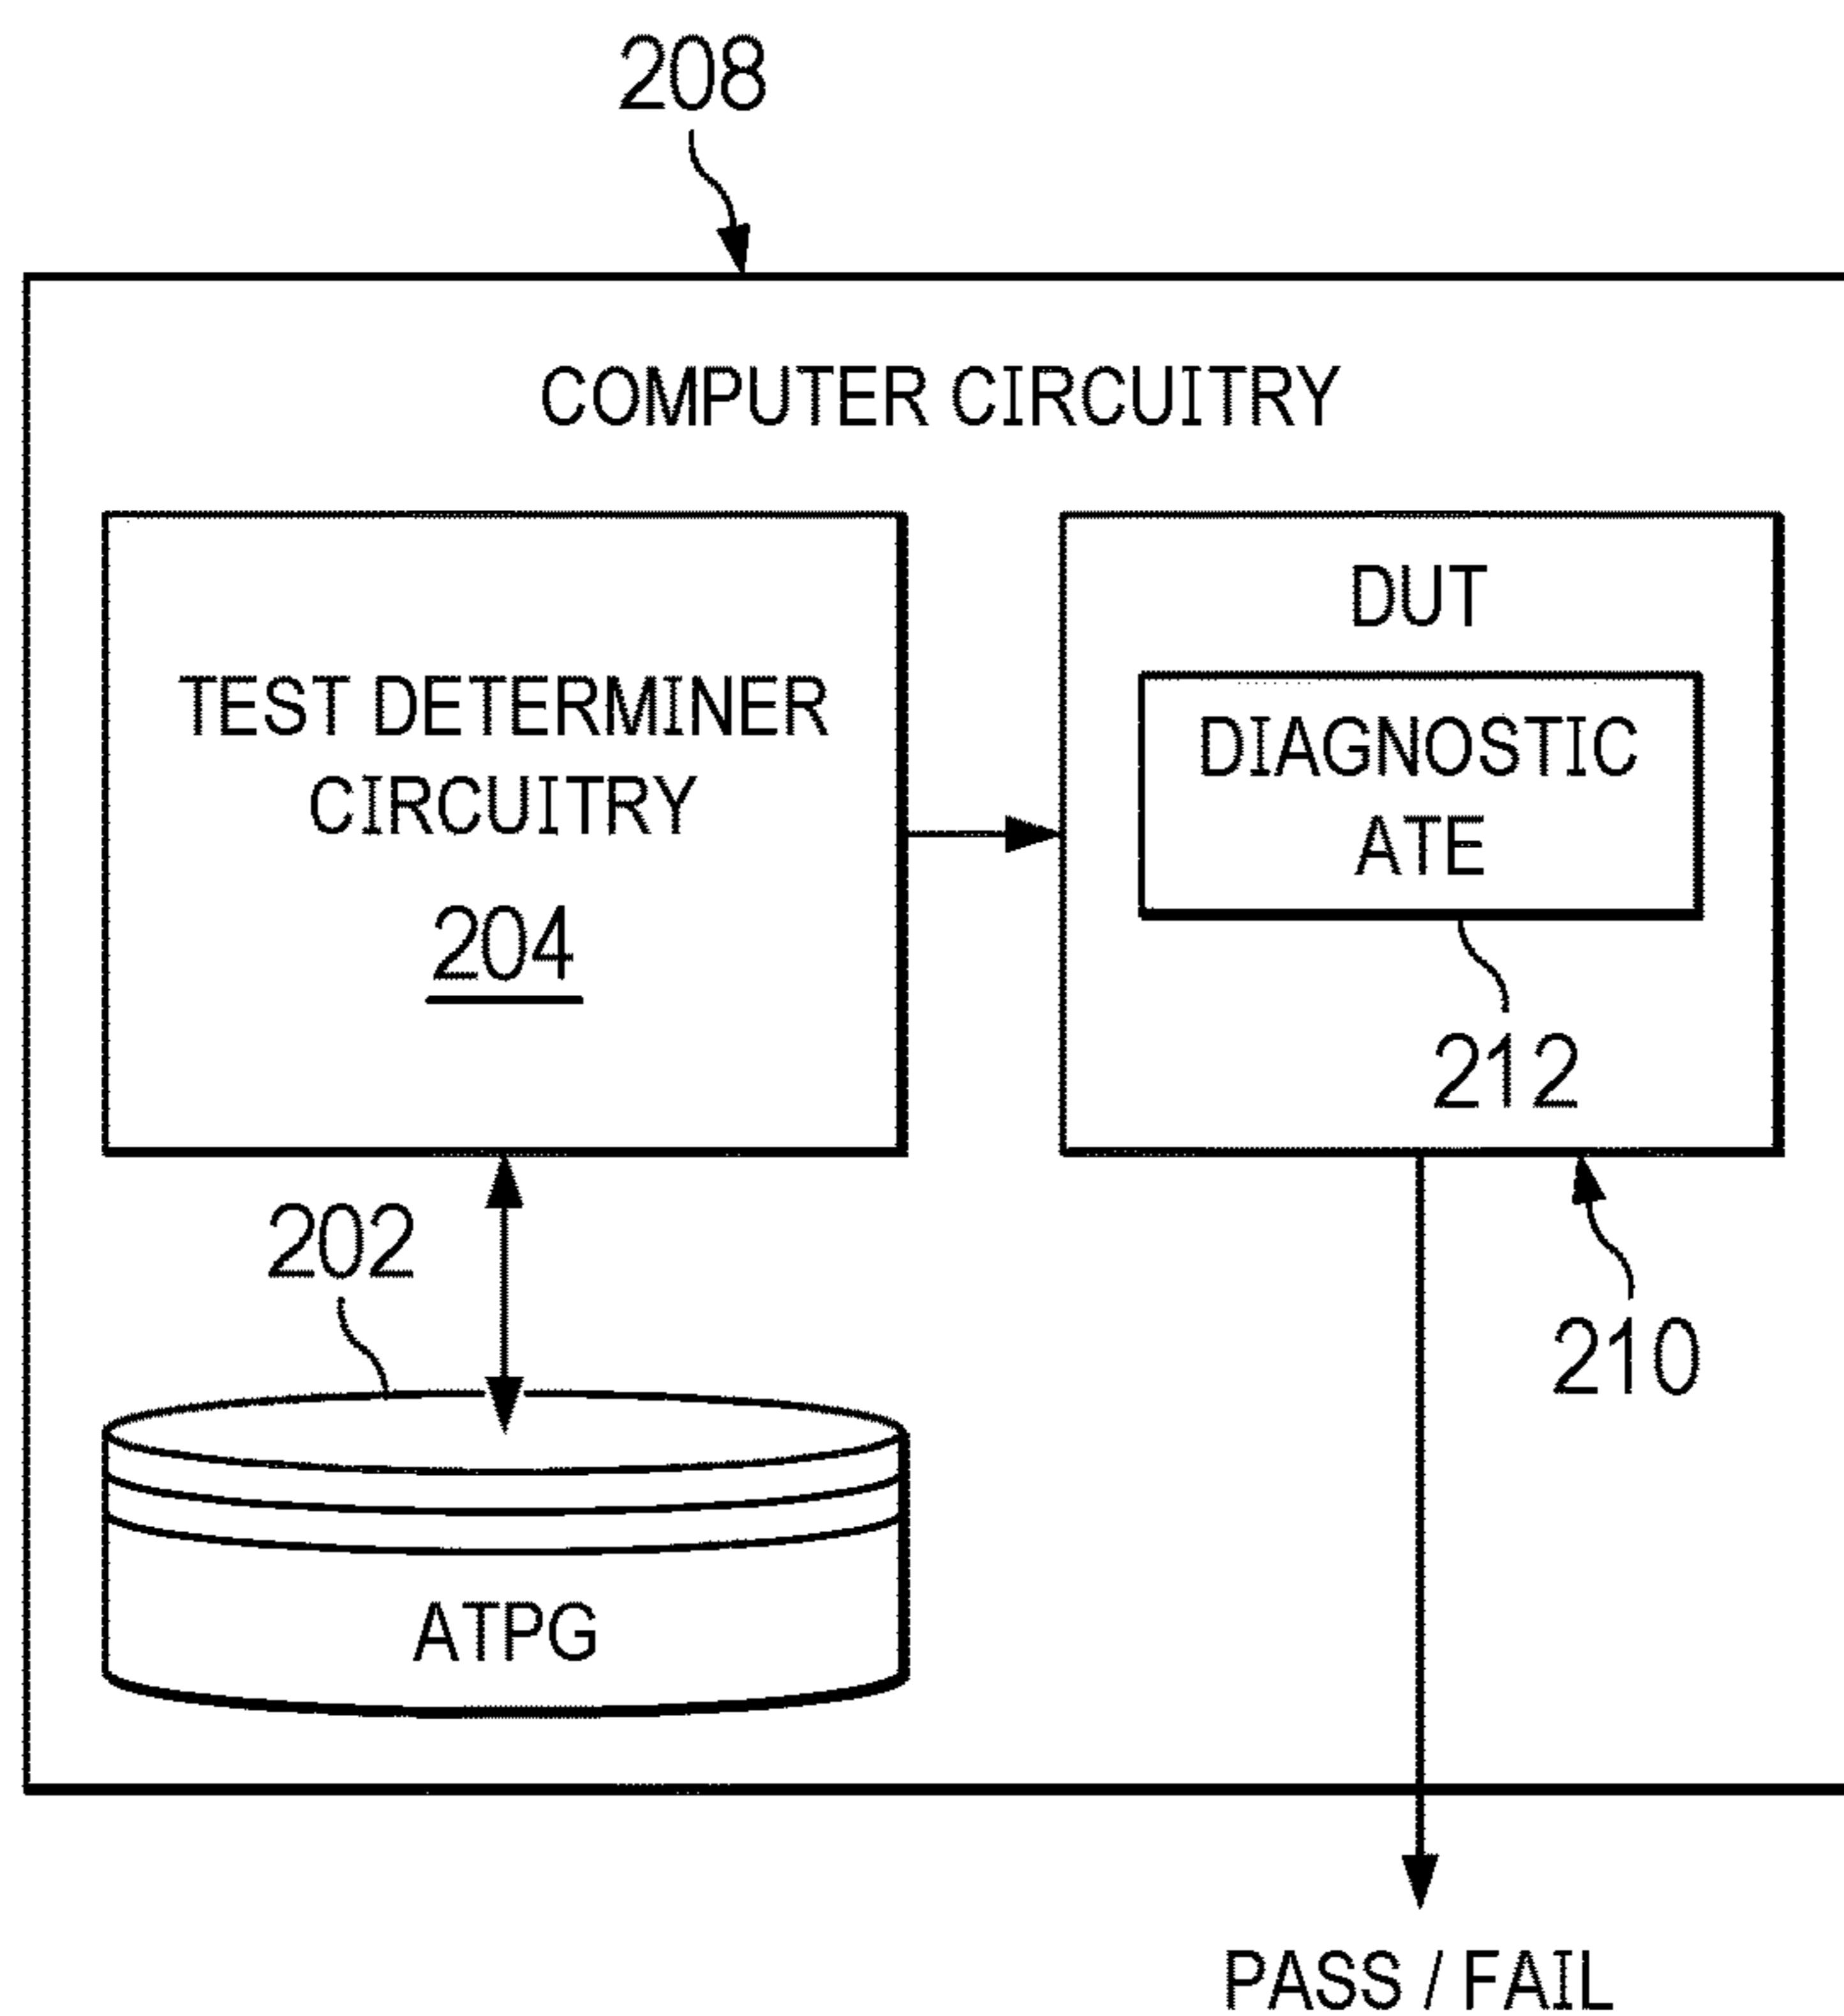 208
COMPUTER CIRCUITRY
TEST DETERMINER
CIRCUITRY
204
DUT
DIAGNOSTIC
ATE
212
202
210
ATPG
PASS / FAIL